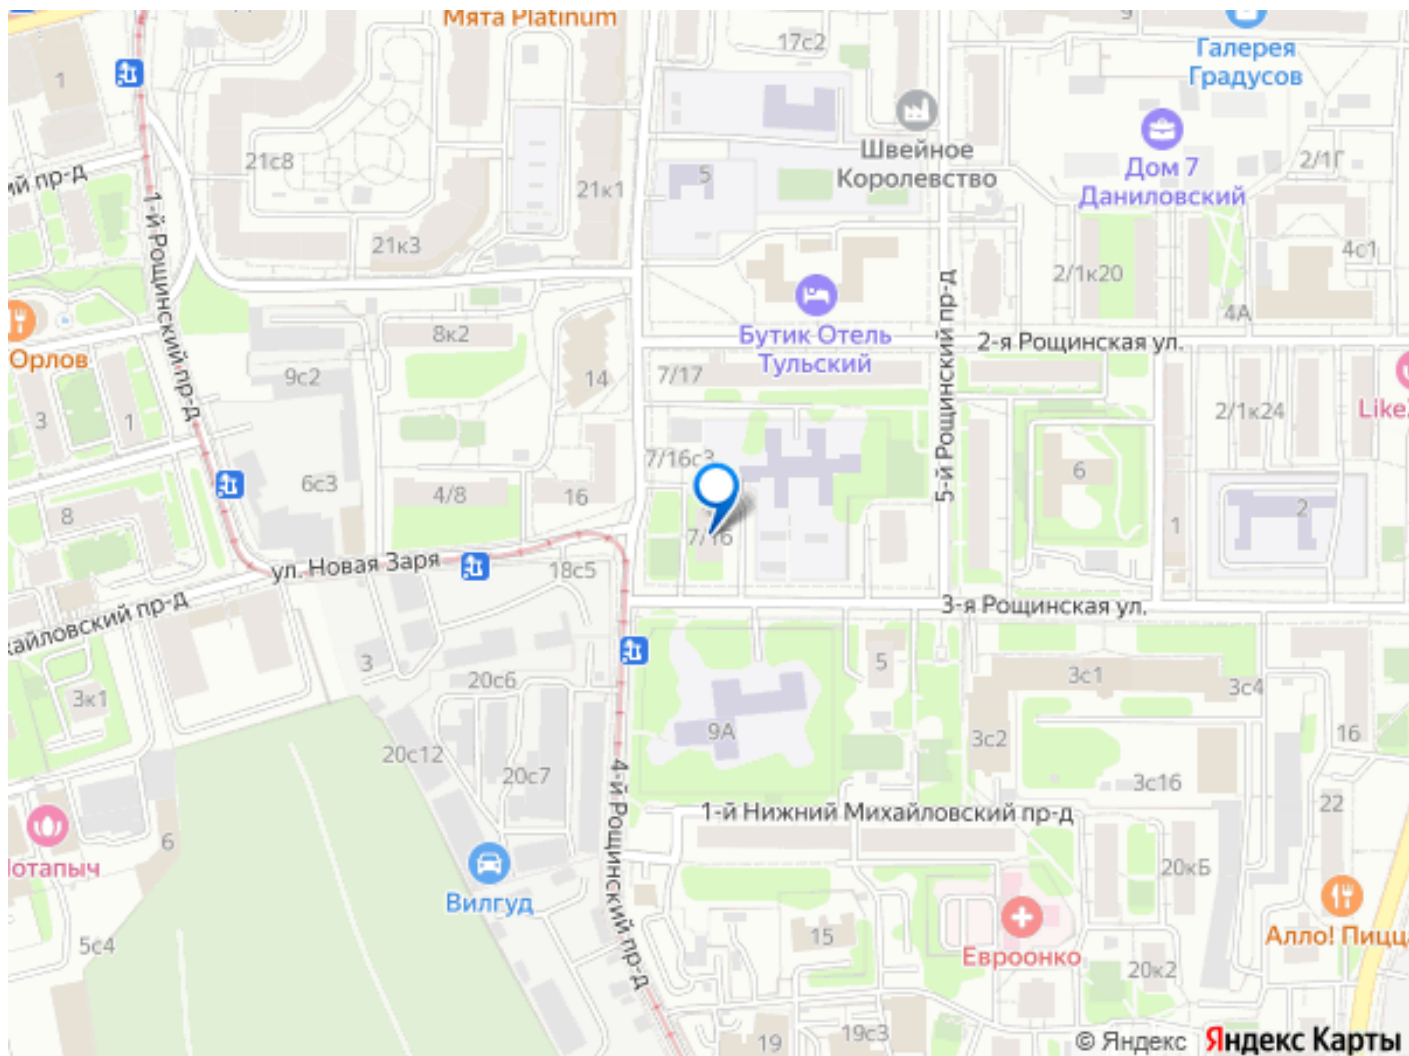 Мята Platinum
9
17с2
Галерея
Градусов
1
21с8
ий пр-д
Швейное
Королевство
5
Дом 7
Даниловский
2/1Г
21к1
1-й Рощинский пр-д
21к3
4с1
2/1к20
4А
5-й Рощинский пр-д
8к2
Бутик Отель
Тульский
2-я Рощинская ул.
Орлов
9с2
14
7/17
3
1
2/1к24
Like
7/16с3
6с3
4/8
16
6
8
7/16
1
2
ул. Новая Заря
18с5
3-я Рощинская ул.
хайловский пр-д
3
20с6
5
3с1
3с4
3к1
9А
16
20с12
20с7
3с2
3с16
4-й Рощинский пр-д
1-й Нижний Михайловский пр-д
22
6
Потапыч
20кБ
Вилгуд
15
Евроонко
Алло! Пицца
5с4
20к2
19
19с3
© Яндекс Яндекс Карты